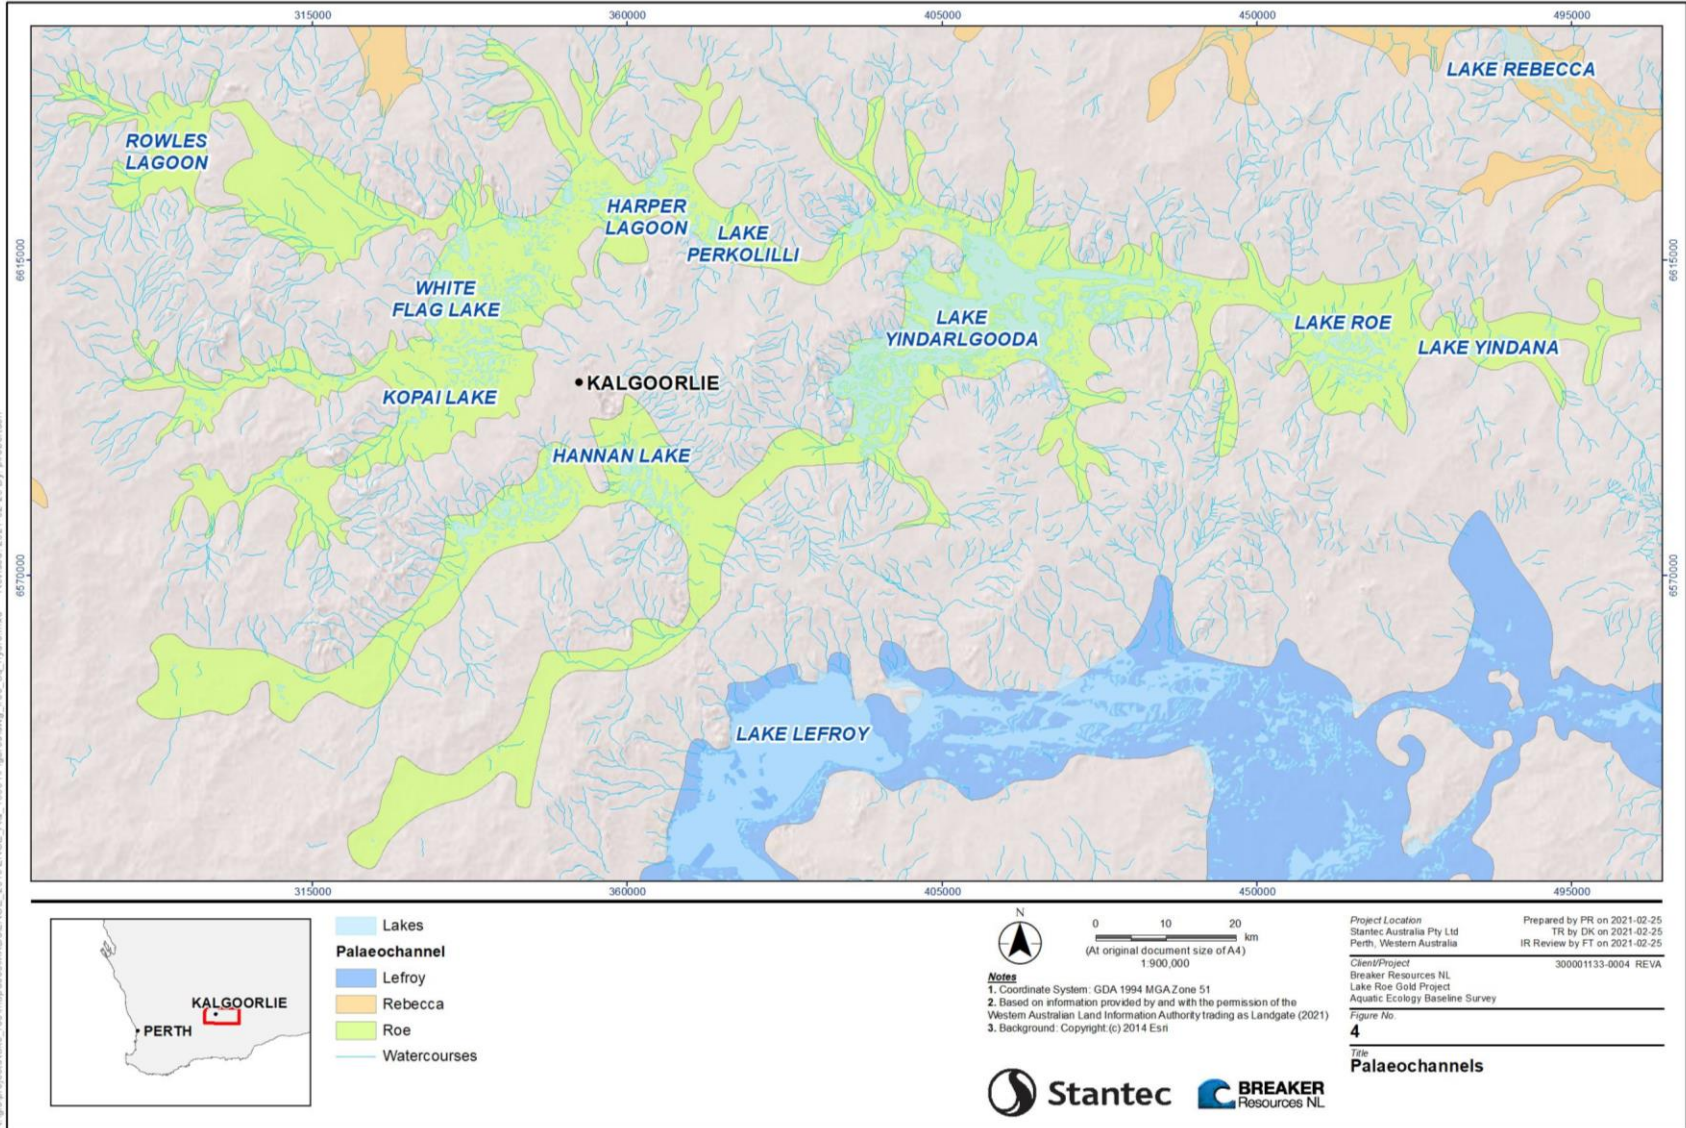 315000
360000
405000
450000
495000
LAKE REBECCA
ROWLES
LAGOON
HARPER
LAGOON
LAKE
PERKOLILLI
6615000
6615000
WHITE
FLAG LAKE
LAKE
YINDARLGOODA
LAKE ROE
LAKE YINDANA
KALGOORLIE
KOPAI LAKE
HANNAN LAKE
6570000
6570000
LAKE LEFROY
315000
360000
405000
450000
495000
KALGOORLIE
PERTH
Lakes
Palaeochannel
Lefroy
Rebecca
Roe
Watercourses
N
0 10 20
km
(At original document size of A4)
1:900,000
Notes
1. Coordinate System: GDA 1994 MGA Zone 51
2. Based on information provided by and with the permission of the
Western Australian Land Information Authority trading as Landgate (2021)
3. Background: Copyright:(c) 2014 Esri
Stantec
BREAKER
Resources NL
Project Location
Stantec Australia Pty Ltd
Perth, Western Australia
Prepared by PR on 2021-02-25
TR by DK on 2021-02-25
IR Review by FT on 2021-02-25
Client/Project
300001133-0004 REVA
Breaker Resources NL
Lake Roe Gold Project
Aquatic Ecology Baseline Survey
Figure No.
4
Title
Palaeochannels